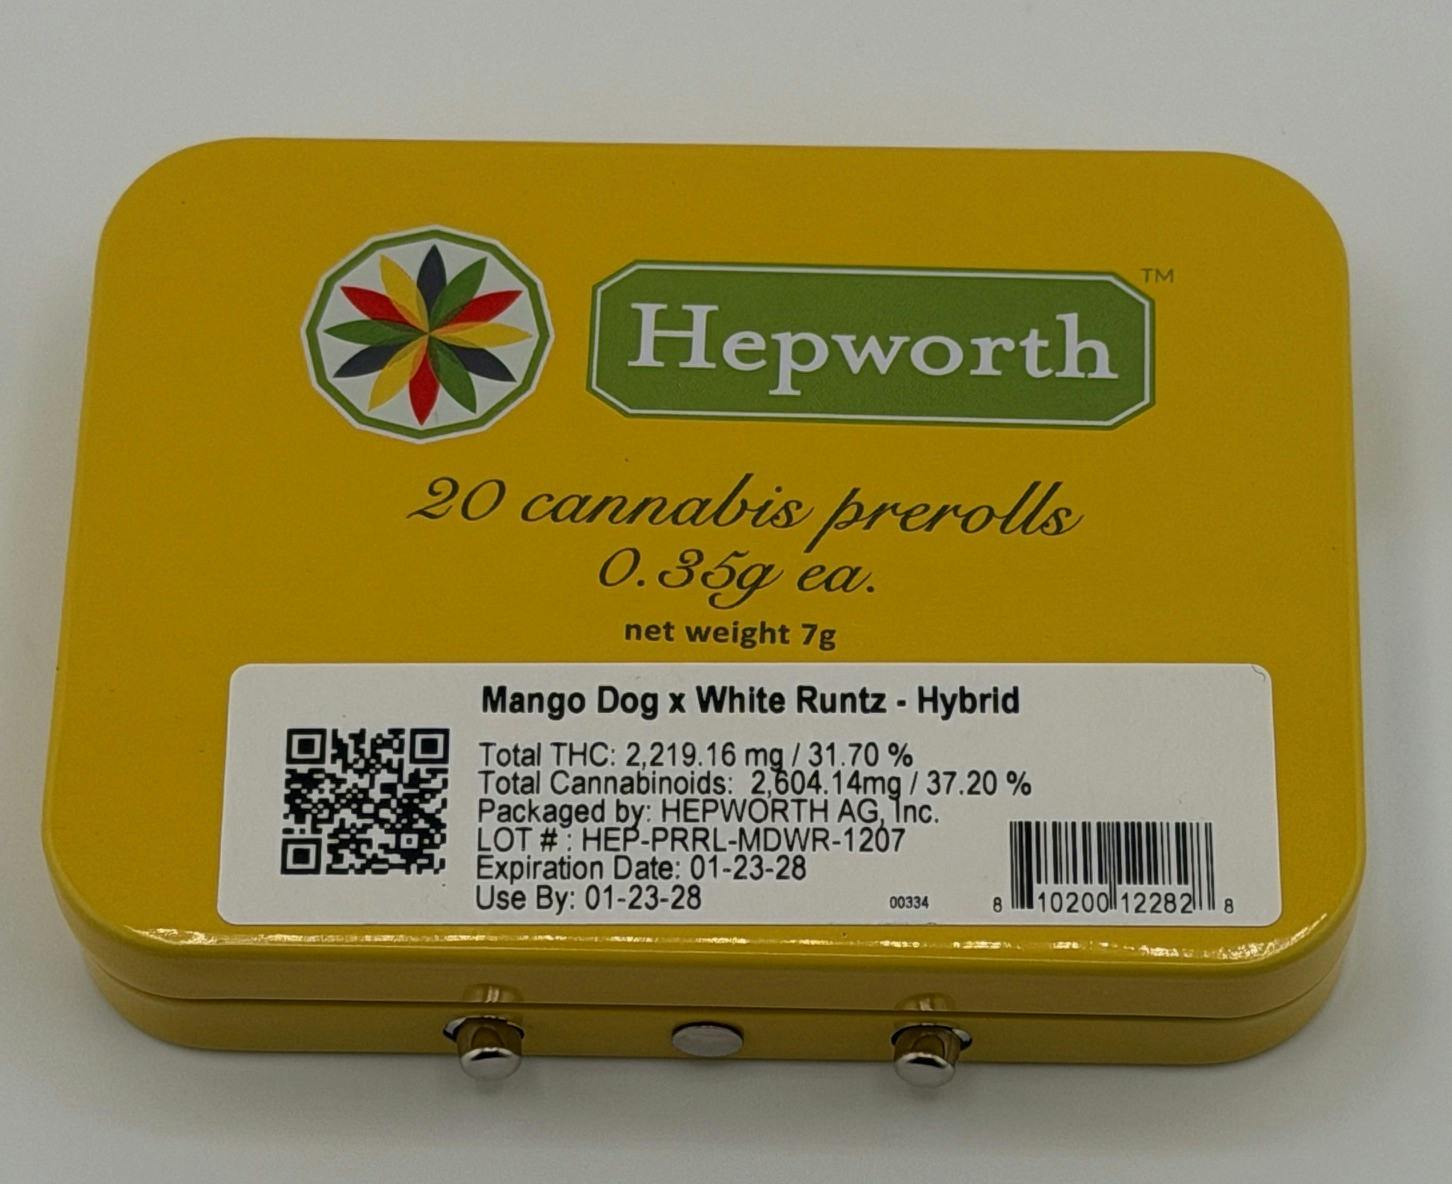 Hepworth™
20 cannabis prerolls
0.35g ea.
net weight 7g
Mango Dog x White Runtz - Hybrid
Total THC: 2,219.16 mg / 31.70 %
Total Cannabinoids: 2,604.14mg / 37.20 %
Packaged by: HEPWORTH AG, Inc.
LOT # : HEP-PRRL-MDWR-1207
Expiration Date: 01-23-28
Use By: 01-23-28
00334
8 10200 12282 8